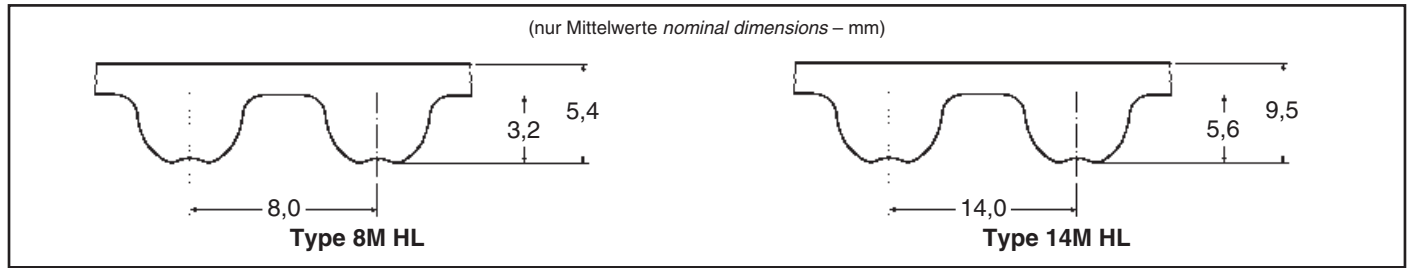 (nur Mittelwerte nominal dimensions – mm)
5,4
3,2
8,0
Type 8M HL
9,5
5,6
14,0
Type 14M HL